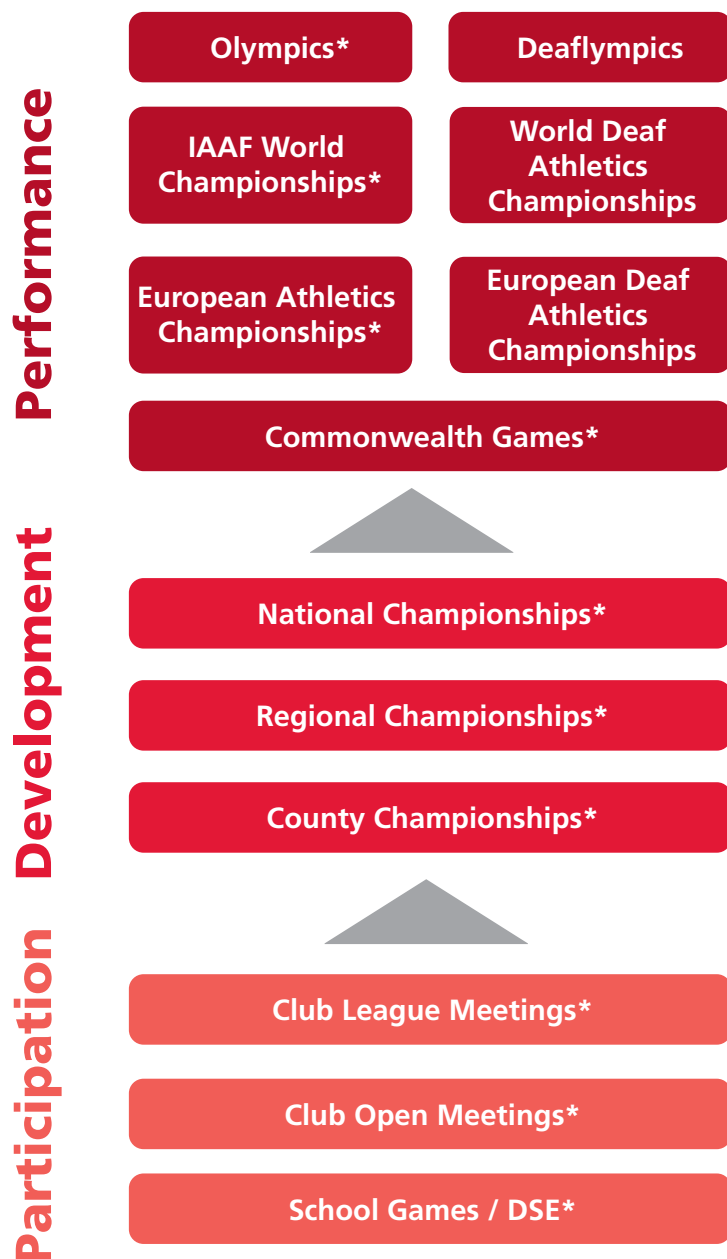 Performance
Olympics*
Deaflympics
IAAF World
Championships*
World Deaf
Athletics
Championships
European Athletics
Championships*
European Deaf
Athletics
Championships
Commonwealth Games*
Development
National Championships*
Regional Championships*
County Championships*
Participation
Club League Meetings*
Club Open Meetings*
School Games / DSE*